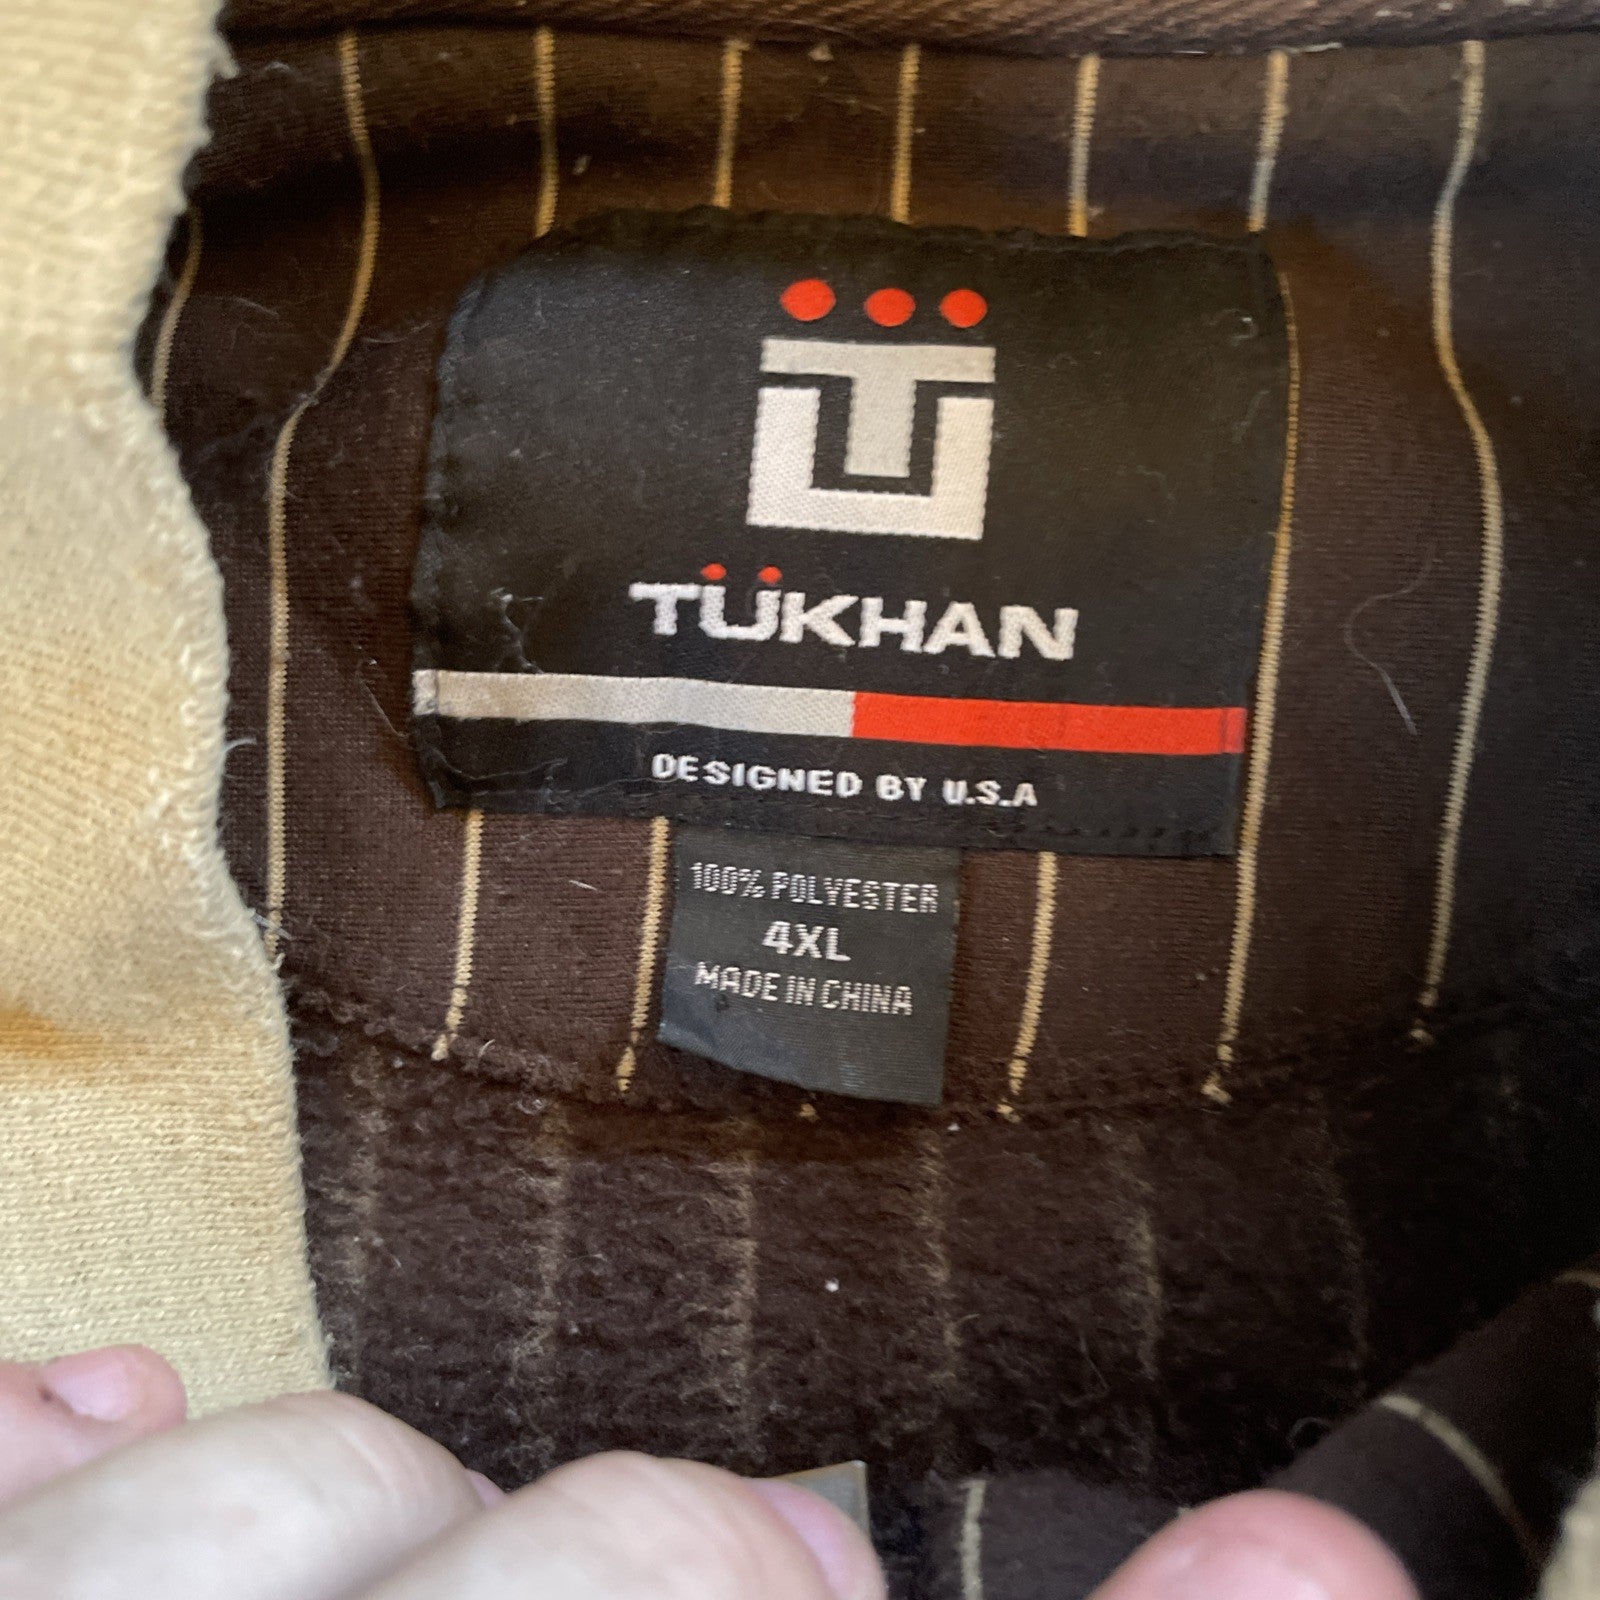 TÜKHAN
DESIGNED BY U.S.A
100% POLYESTER
4XL
MADE IN CHINA